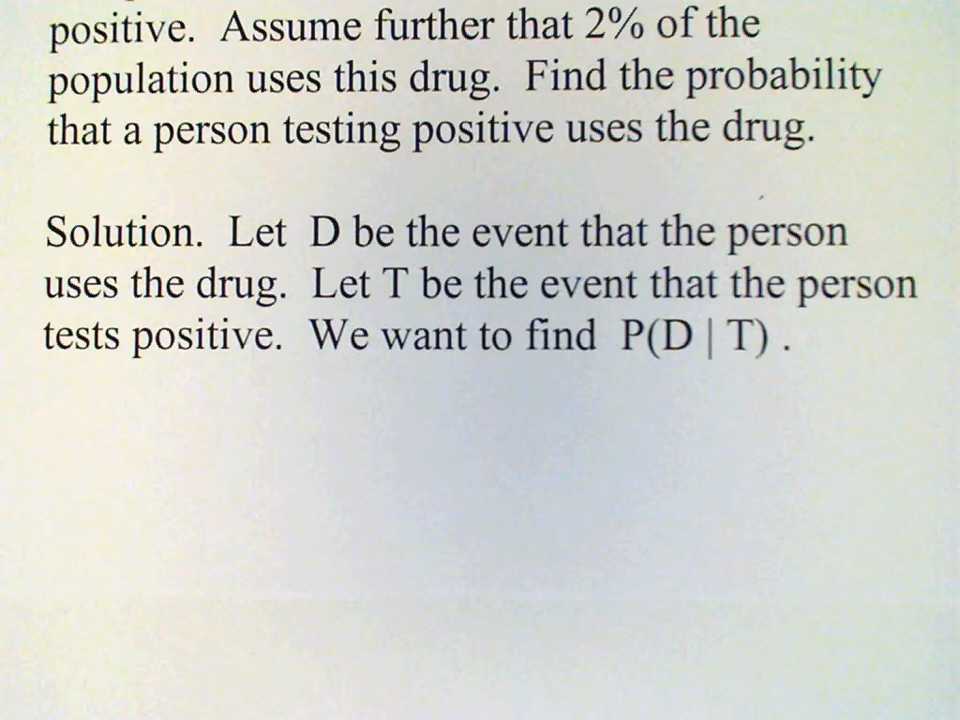 positive.  Assume further that 2% of the
population uses this drug.  Find the probability
that a person testing positive uses the drug.
Solution.  Let  D be the event that the person
uses the drug.  Let T be the event that the person
tests positive.  We want to find  P(D | T) .